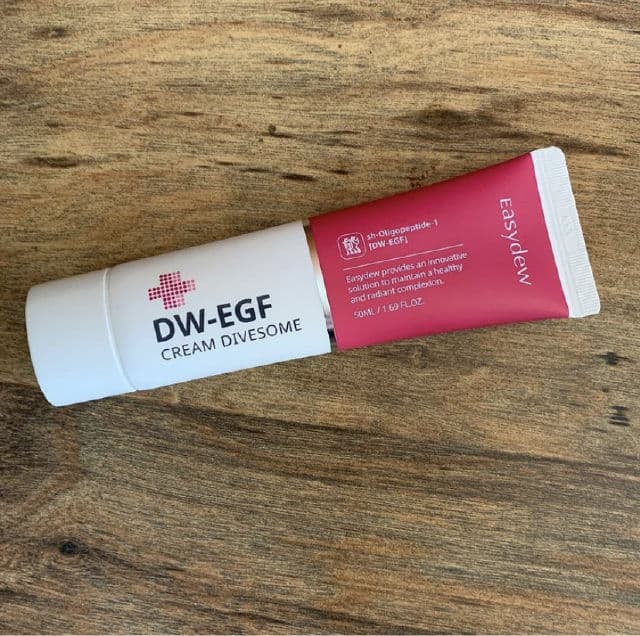 DW-EGF
CREAM DIVESOME
sh-Oligopeptide-1
[DW-EGF]
Easydew provides an innovative
solution to maintain a healthy
and radiant complexion.
50ML / 1.69 FL.OZ.
Easydew